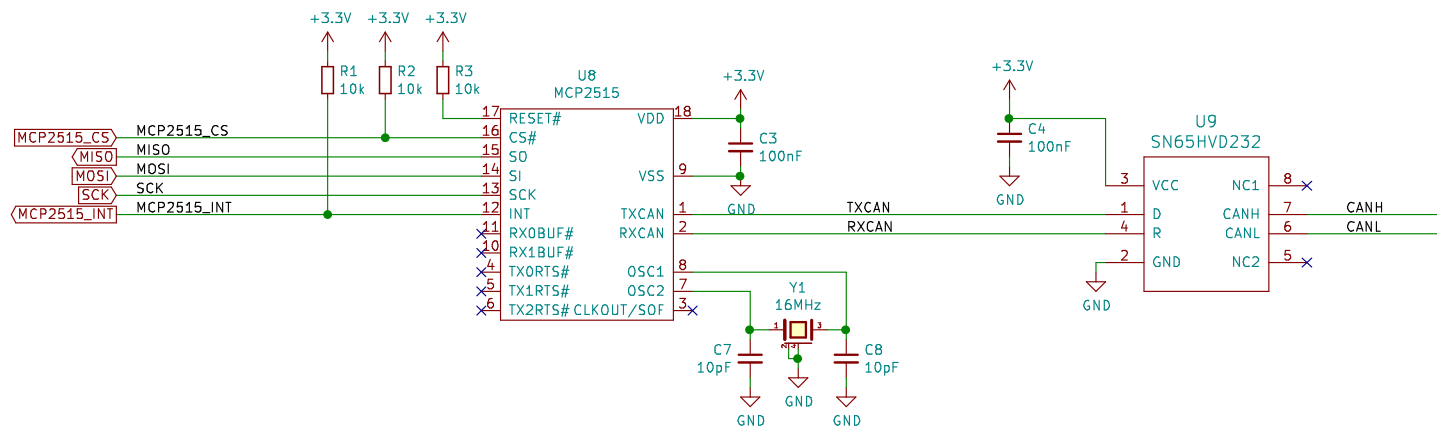 +3.3V +3.3V +3.3V
R1 10k
R2 10k
R3 10k
U8
MCP2515
+3.3V
+3.3V
C3
100nF
GND
C4
100nF
GND
U9
SN65HVD232
MCP2515_CS MCP2515_CS
MISO MISO
MOSI MOSI
SCK SCK
MCP2515_INT MCP2515_INT
17 RESET# VDD 18
16 CS#
15 SO
14 SI VSS 9
13 SCK
12 INT TXCAN 1 TXCAN
11 RX0BUF# RXCAN 2 RXCAN
10 RX1BUF#
4 TX0RTS# OSC1 8
5 TX1RTS# OSC2 7
6 TX2RTS# CLKOUT/SOF 3
3 VCC NC1 8
1 D CANH 7 CANH
4 R CANL 6 CANL
2 GND NC2 5
GND
Y1
16MHz
1 3
2 4
C7
10pF
C8
10pF
GND
GND
GND